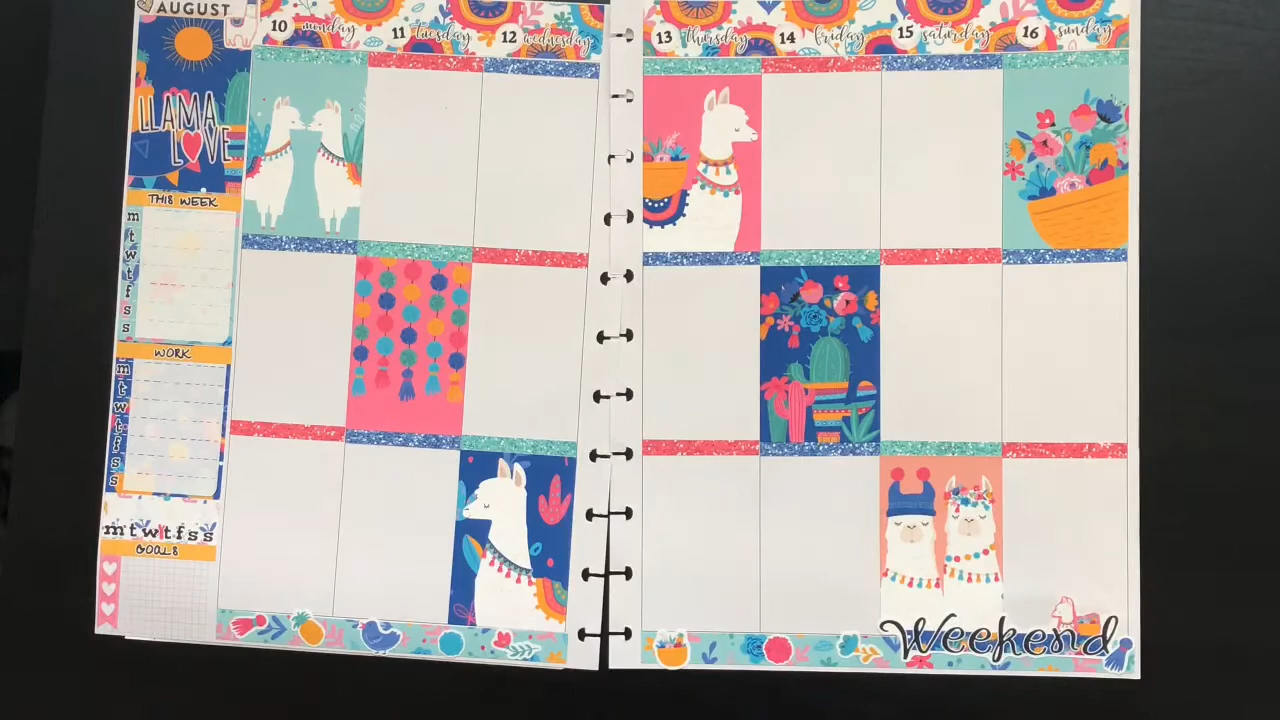 AUGUST
10 monday
11 tuesday
12 wednesday
13 thursday
14 friday
15 saturday
16 sunday
LLAMA
LOVE
THIS WEEK
m
t
w
t
f
s
s
WORK
m
t
w
t
f
s
s
mtwtfss
GOALS
Weekend